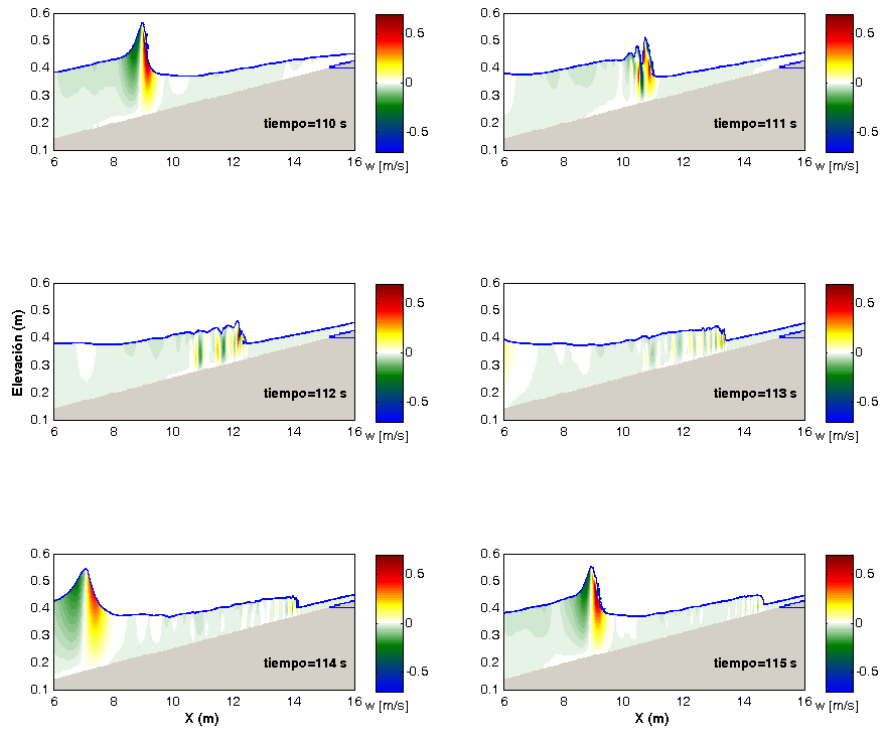 0.6
0.5
0.4
0.3
0.2
0.1
6 8 10 12 14 16
tiempo=110 s
0.5
0
-0.5
w [m/s]
0.6
0.5
0.4
0.3
0.2
0.1
6 8 10 12 14 16
tiempo=111 s
0.5
0
-0.5
w [m/s]
Elevación (m)
0.6
0.5
0.4
0.3
0.2
0.1
6 8 10 12 14 16
tiempo=112 s
0.5
0
-0.5
w [m/s]
0.6
0.5
0.4
0.3
0.2
0.1
6 8 10 12 14 16
tiempo=113 s
0.5
0
-0.5
w [m/s]
0.6
0.5
0.4
0.3
0.2
0.1
6 8 10 12 14 16
tiempo=114 s
X (m)
0.5
0
-0.5
w [m/s]
0.6
0.5
0.4
0.3
0.2
0.1
6 8 10 12 14 16
tiempo=115 s
X (m)
0.5
0
-0.5
w [m/s]